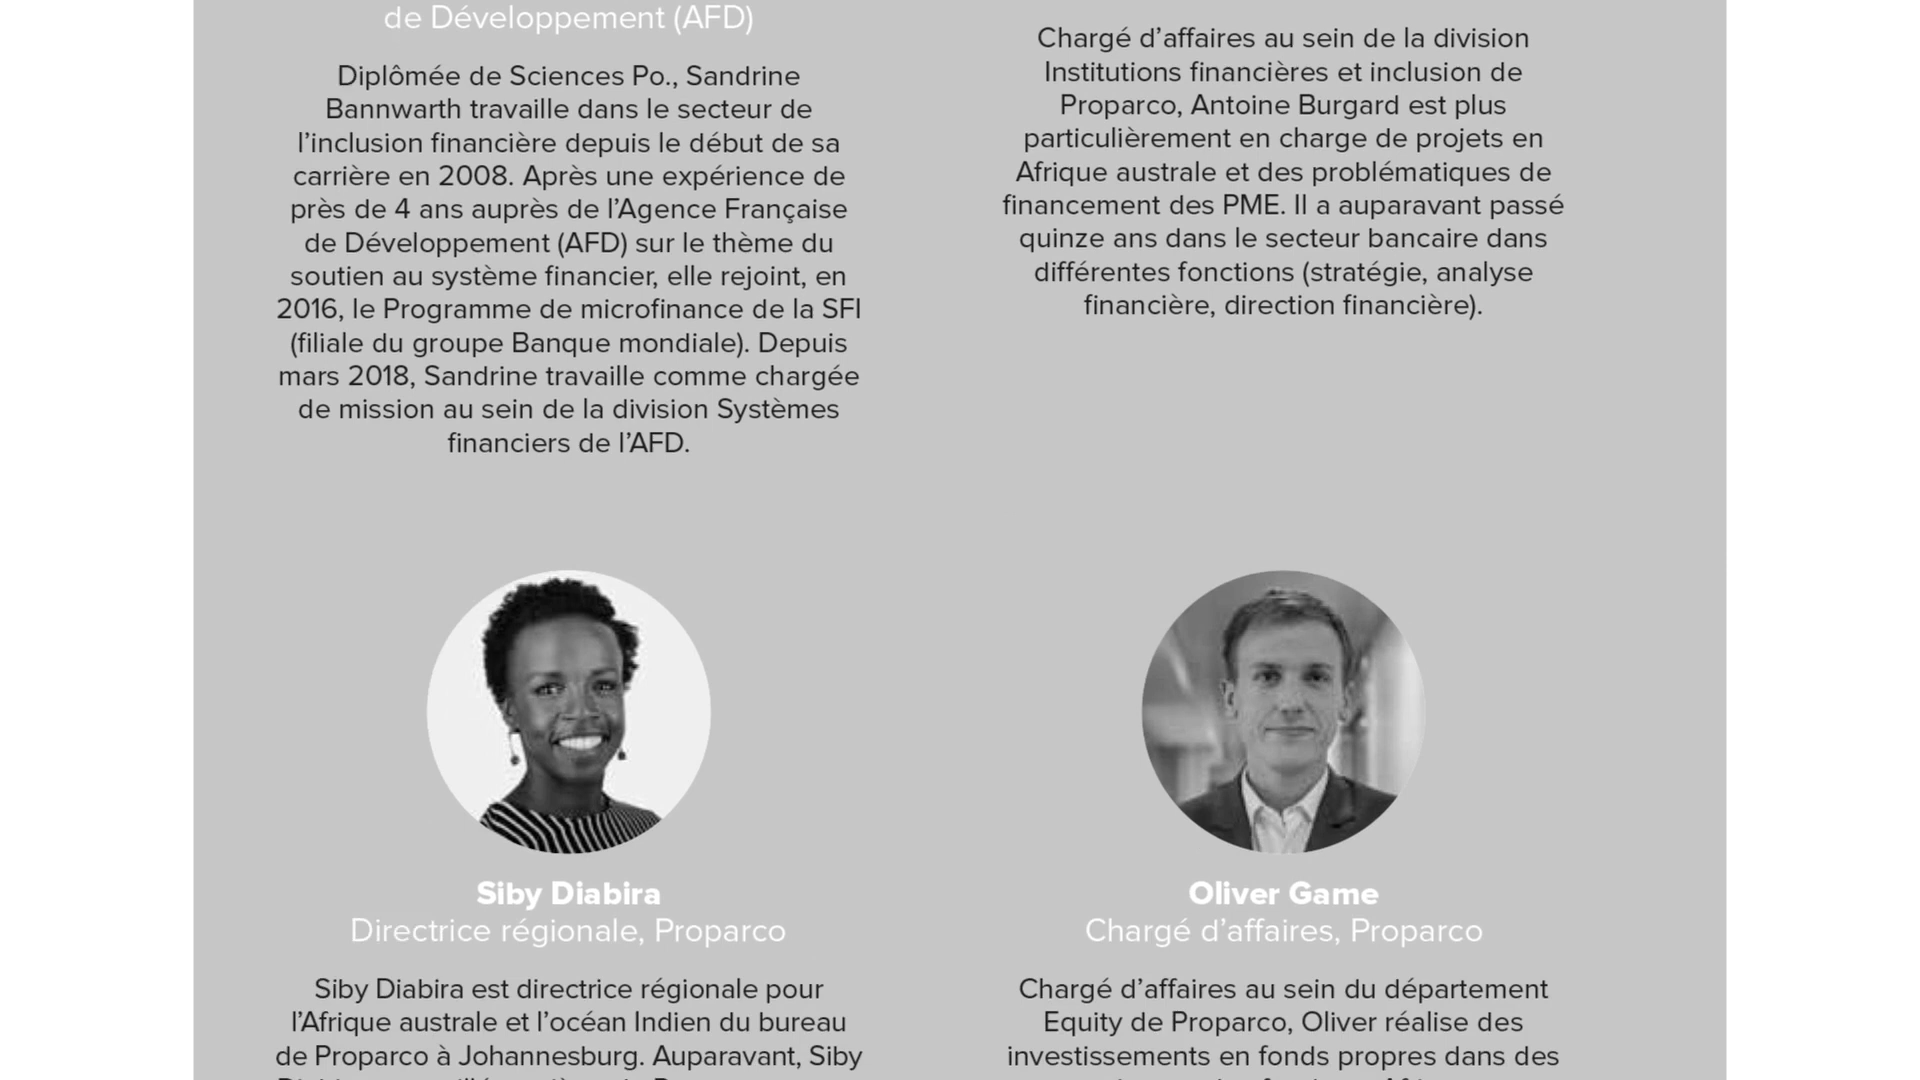 de Développement (AFD)
Diplômée de Sciences Po., Sandrine
Bannwarth travaille dans le secteur de
l’inclusion financière depuis le début de sa
carrière en 2008. Après une expérience de
près de 4 ans auprès de l’Agence Française
de Développement (AFD) sur le thème du
soutien au système financier, elle rejoint, en
2016, le Programme de microfinance de la SFI
(filiale du groupe Banque mondiale). Depuis
mars 2018, Sandrine travaille comme chargée
de mission au sein de la division Systèmes
financiers de l’AFD.
Chargé d’affaires au sein de la division
Institutions financières et inclusion de
Proparco, Antoine Burgard est plus
particulièrement en charge de projets en
Afrique australe et des problématiques de
financement des PME. Il a auparavant passé
quinze ans dans le secteur bancaire dans
différentes fonctions (stratégie, analyse
financière, direction financière).
Siby Diabira
Directrice régionale, Proparco
Siby Diabira est directrice régionale pour
l’Afrique australe et l’océan Indien du bureau
de Proparco à Johannesburg. Auparavant, Siby
Oliver Game
Chargé d’affaires, Proparco
Chargé d’affaires au sein du département
Equity de Proparco, Oliver réalise des
investissements en fonds propres dans des